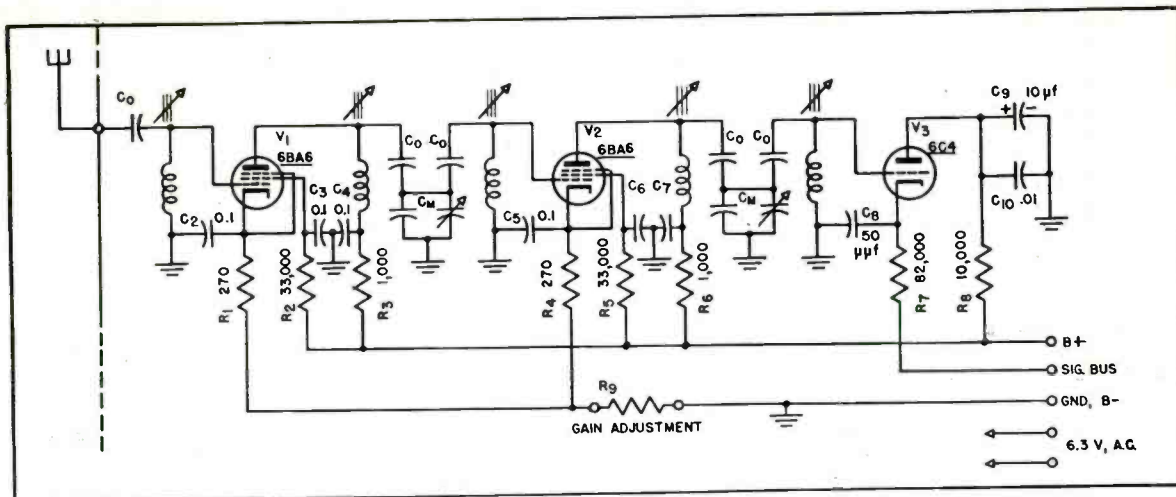 C0
V1
6BA6
C2 0.1
C3 C4
0.1 0.1
R1 270
R2 33,000
R3 1,000
C0 C0
CM
V2
6BA6
C5 0.1
C6 C7
R4 270
R5 33,000
R6 1,000
C0 C0
CM
V3
6C4
C8
50
μμf
R7 82,000
R8 10,000
C9 10 μf
+ −
C10 .01
B+
SIG. BUS
R9
GND, B-
GAIN ADJUSTMENT
6.3 V, A.C.